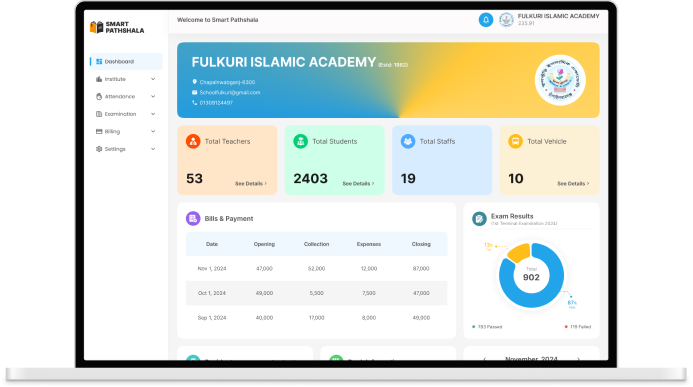 SMART
PATHSHALA
Welcome to Smart Pathshala
FULKURI ISLAMIC ACADEMY
235.91
Dashboard
Institute
Attendance
Examination
Billing
Settings
FULKURI ISLAMIC ACADEMY (Estd: 1982)
Chapainwabganj-6300
Schoolfulkuri@gmail.com
01309124497
Total Teachers
53
See Details >
Total Students
2403
See Details >
Total Staffs
19
Total Vehicle
10
See Details >
Bills & Payment
Date Opening Collection Expenses Closing
Nov 1, 2024 47,000 52,000 12,000 87,000
Oct 1, 2024 49,000 5,500 7,500 47,000
Sep 1, 2024 40,000 17,000 8,000 49,000
Exam Results
(1st Terminal Examination 2024)
13%
Total
902
87%
793 Passed
119 Failed
November, 2024